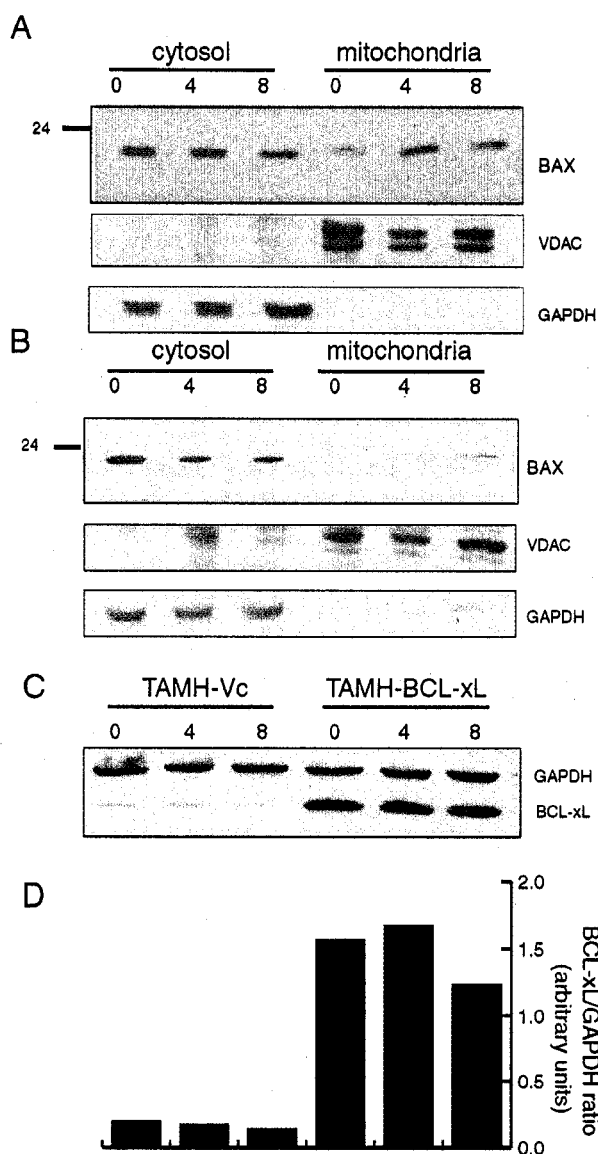 A
cytosol mitochondria
0 4 8 0 4 8
24
BAX
VDAC
GAPDH
B
cytosol mitochondria
0 4 8 0 4 8
24
BAX
VDAC
GAPDH
C
TAMH-Vc TAMH-BCL-xL
0 4 8 0 4 8
GAPDH
BCL-xL
D
2.0
1.5
1.0
0.5
0.0
BCL-xL/GAPDH ratio
(arbitrary units)